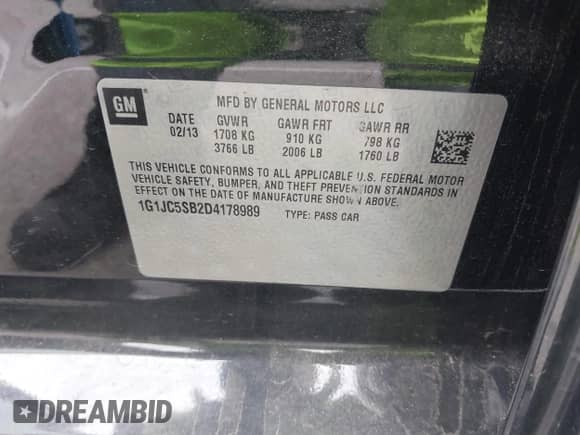 GM
MFD BY GENERAL MOTORS LLC
DATE GVWR GAWR FRT GAWR RR
02/13 1708 KG 910 KG 798 KG
3766 LB 2006 LB 1760 LB
THIS VEHICLE CONFORMS TO ALL APPLICABLE U.S. FEDERAL MOTOR
VEHICLE SAFETY, BUMPER, AND THEFT PREVENTION STANDARDS IN
EFFECT ON THE DATE OF MANUFACTURE SHOWN ABOVE.
1G1JC5SB2D4178989 TYPE: PASS CAR
DREAMBID